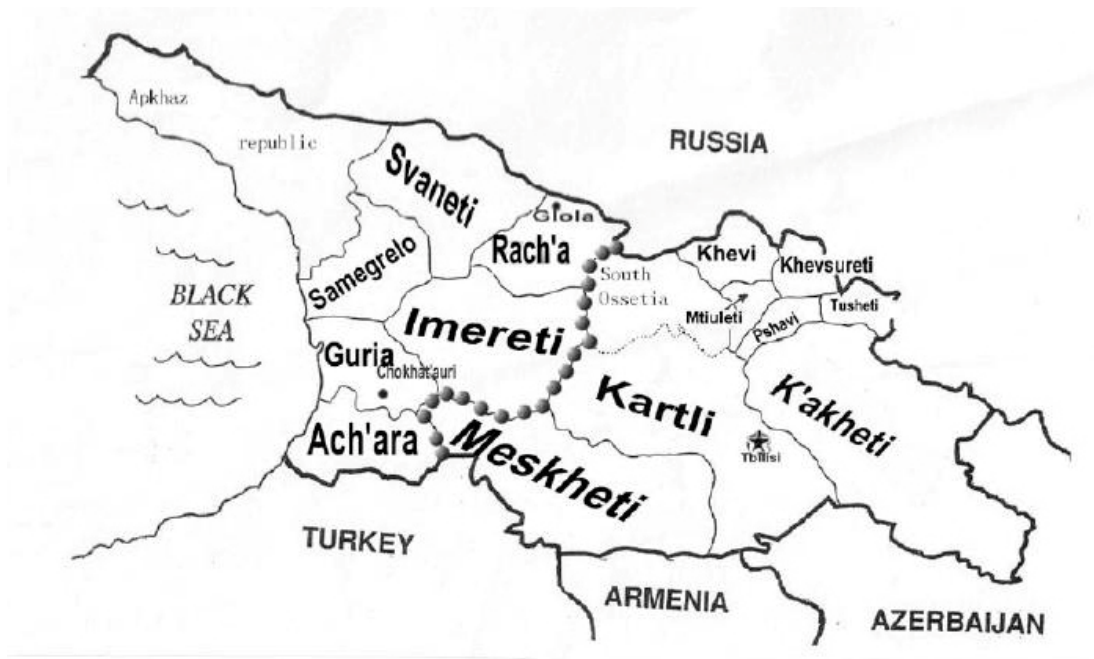 Apkhaz
republic
RUSSIA
Svaneti
Giola
Rach'a
Khevi
Khevsureti
South
Ossetia
Samegrelo
BLACK
SEA
Mtiuleti
Pshavi
Tusheti
Imereti
Guria
Chokhat'auri
Kartli
K'akheti
Ach'ara
Meskheti
Tbilisi
TURKEY
ARMENIA
AZERBAIJAN